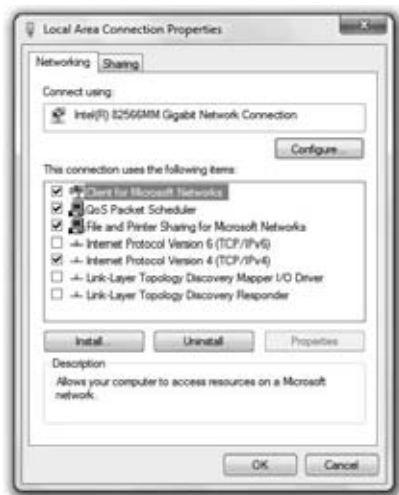 Local Area Connection Properties
Networking
Sharing
Connect using:
Intel(R) 82566MM Gigabit Network Connection
Configure...
This connection uses the following items:
Client for Microsoft Networks
QoS Packet Scheduler
File and Printer Sharing for Microsoft Networks
Internet Protocol Version 6 (TCP/IPv6)
Internet Protocol Version 4 (TCP/IPv4)
Link-Layer Topology Discovery Mapper I/O Driver
Link-Layer Topology Discovery Responder
Install...
Uninstall
Properties
Description
Allows your computer to access resources on a Microsoft
network.
OK
Cancel